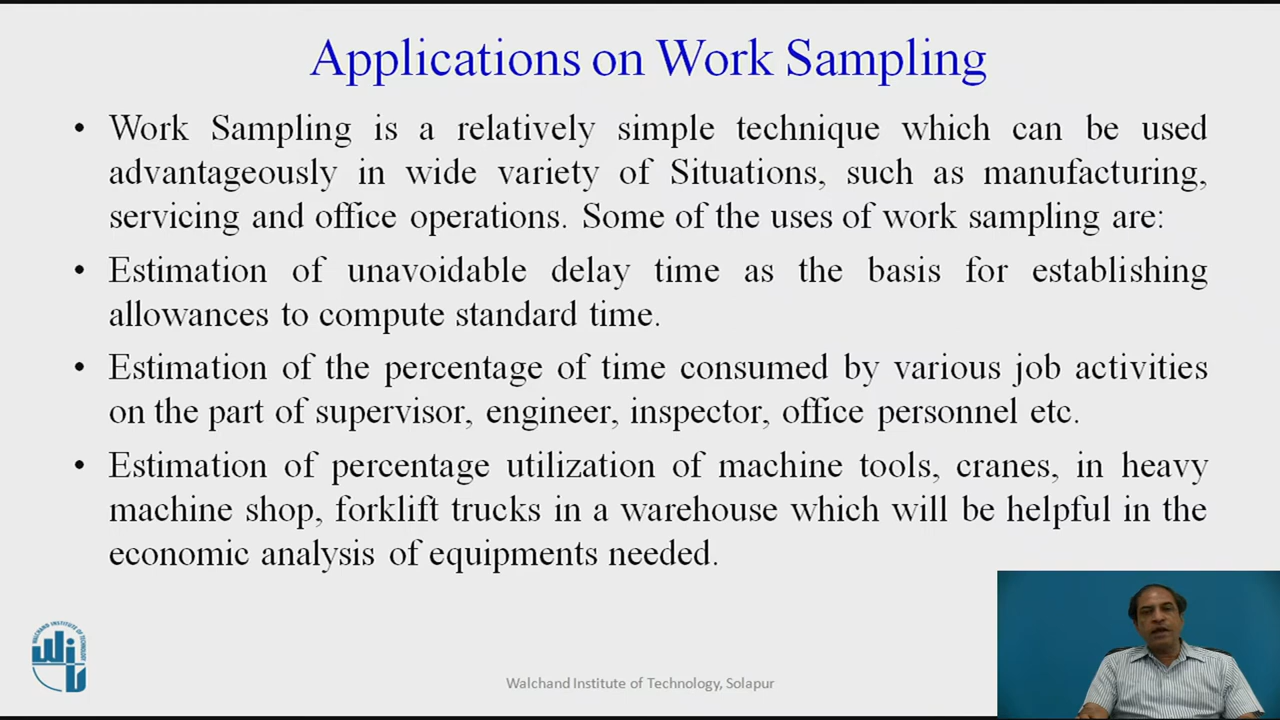 Applications on Work Sampling
• Work Sampling is a relatively simple technique which can be used
advantageously in wide variety of Situations, such as manufacturing,
servicing and office operations. Some of the uses of work sampling are:
• Estimation of unavoidable delay time as the basis for establishing
allowances to compute standard time.
• Estimation of the percentage of time consumed by various job activities
on the part of supervisor, engineer, inspector, office personnel etc.
• Estimation of percentage utilization of machine tools, cranes, in heavy
machine shop, forklift trucks in a warehouse which will be helpful in the
economic analysis of equipments needed.
WALCHAND INSTITUTE OF TECHNOLOGY
WIT
Walchand Institute of Technology, Solapur